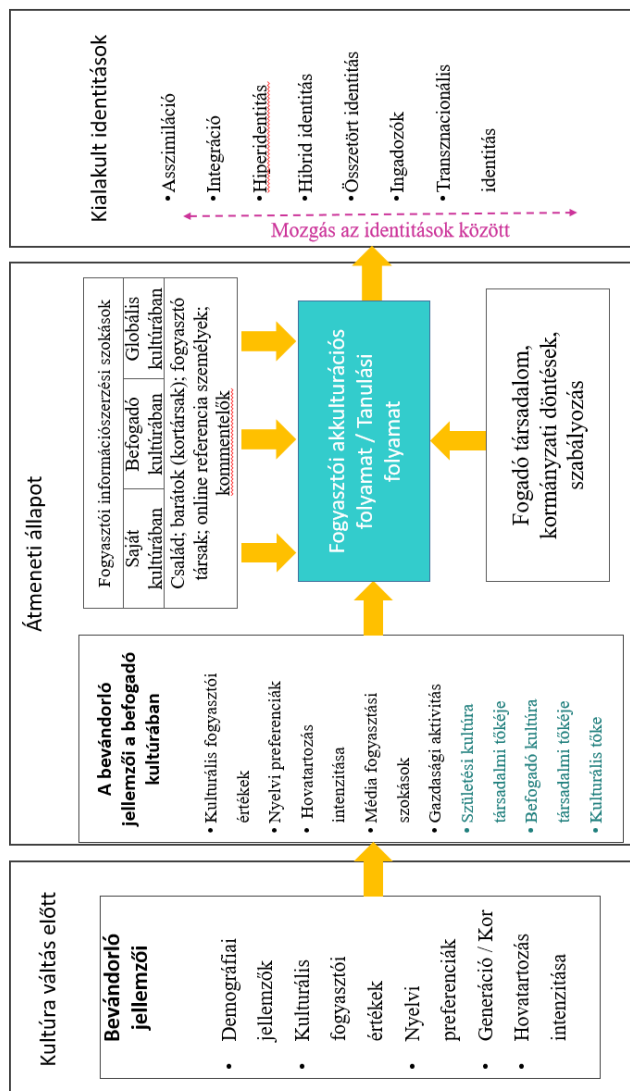 Kultúra váltás előtt
Bevándorló
jellemzői
• Demográfiai
jellemzők
• Kulturális
fogyasztói
értékek
• Nyelvi
preferenciák
• Generáció / Kor
• Hovatartozás
intenzitása
Átmeneti állapot
A bevándorló
jellemzői a befogadó
kultúrában
• Kulturális fogyasztói
értékek
• Nyelvi preferenciák
• Hovatartozás
intenzitása
• Média fogyasztási
szokások
• Gazdasági aktivitás
• Születési kultúra
társadalmi tőkéje
• Befogadó kultúra
társadalmi tőkéje
• Kulturális tőke
Fogyasztói információszerzési szokások
Saját
kultúrában
Befogadó
kultúrában
Globális
kultúrában
Család; barátok (kortársak); fogyasztó
társak; online referencia személyek;
kommentelők
Fogyasztói akkulturációs
folyamat / Tanulási
folyamat
Fogadó társadalom,
kormányzati döntések,
szabályozás
Kialakult identitások
• Asszimiláció
• Integráció
• Hiperidentitás
• Hibrid identitás
• Összetört identitás
• Ingadozók
• Transznacionális
identitás
Mozgás az identitások között